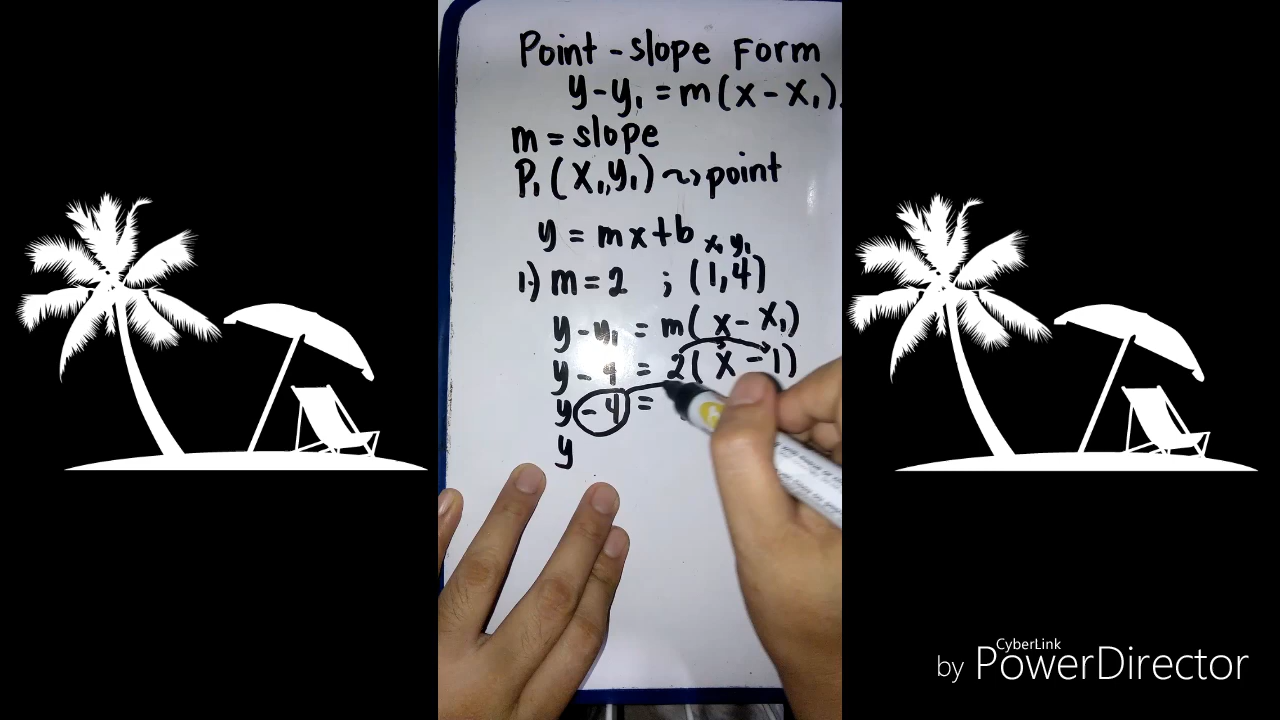 Point - slope Form
y - y₁ = m(x - x₁).
m = slope
P₁ (x₁, y₁) ~> point
y = mx + b
x₁ y₁
1.) m = 2 ; (1, 4)
y - y₁ = m(x - x₁)
y - 4 = 2(x - 1)
y - 4 =
y
CyberLink
by PowerDirector